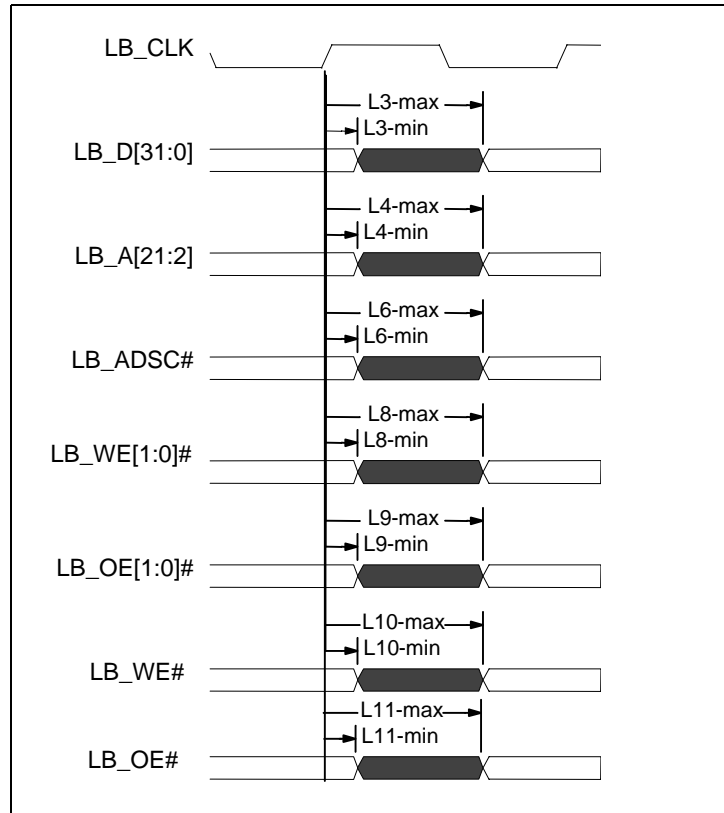 LB_CLK
L3-max
L3-min
LB_D[31:0]
L4-max
L4-min
LB_A[21:2]
L6-max
L6-min
LB_ADSC#
L8-max
L8-min
LB_WE[1:0]#
L9-max
L9-min
LB_OE[1:0]#
L10-max
L10-min
LB_WE#
L11-max
L11-min
LB_OE#